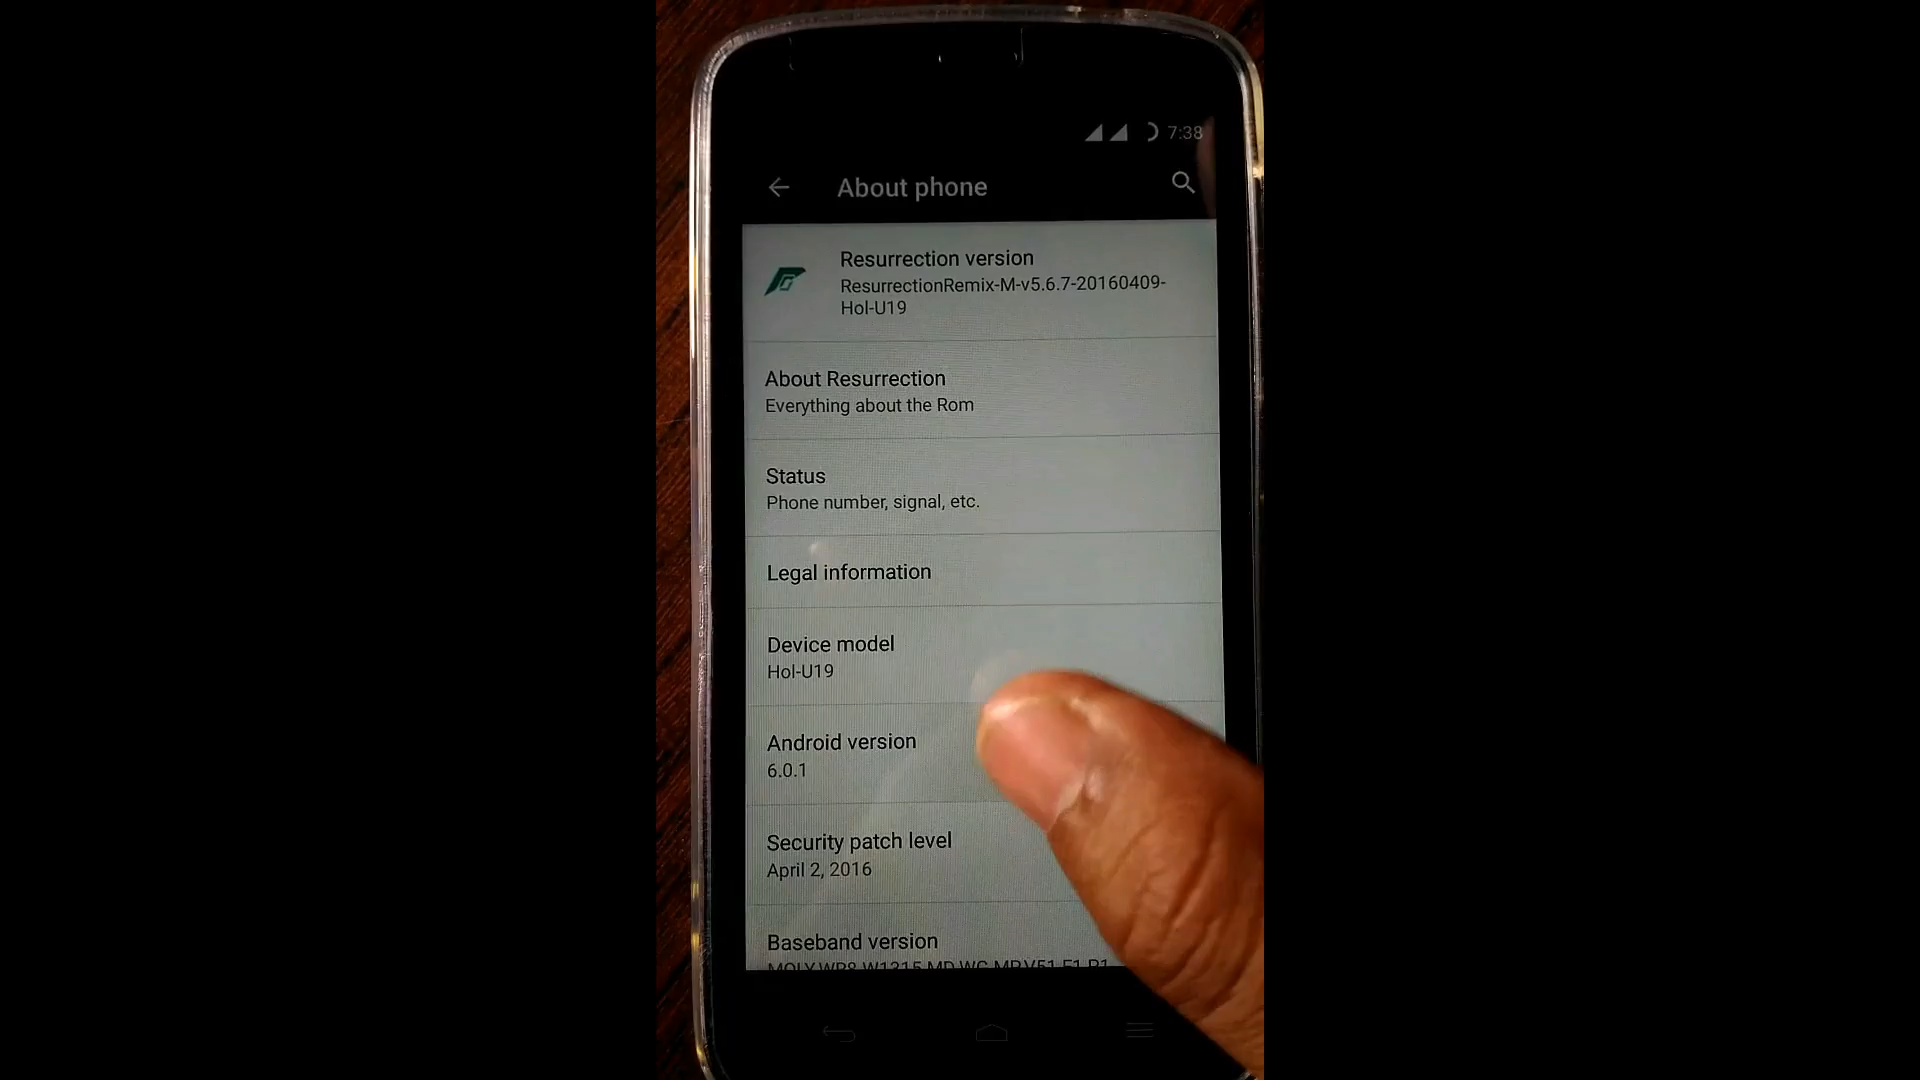 7:38
About phone
Resurrection version
ResurrectionRemix-M-v5.6.7-20160409-
Hol-U19
About Resurrection
Everything about the Rom
Status
Phone number, signal, etc.
Legal information
Device model
Hol-U19
Android version
6.0.1
Security patch level
April 2, 2016
Baseband version